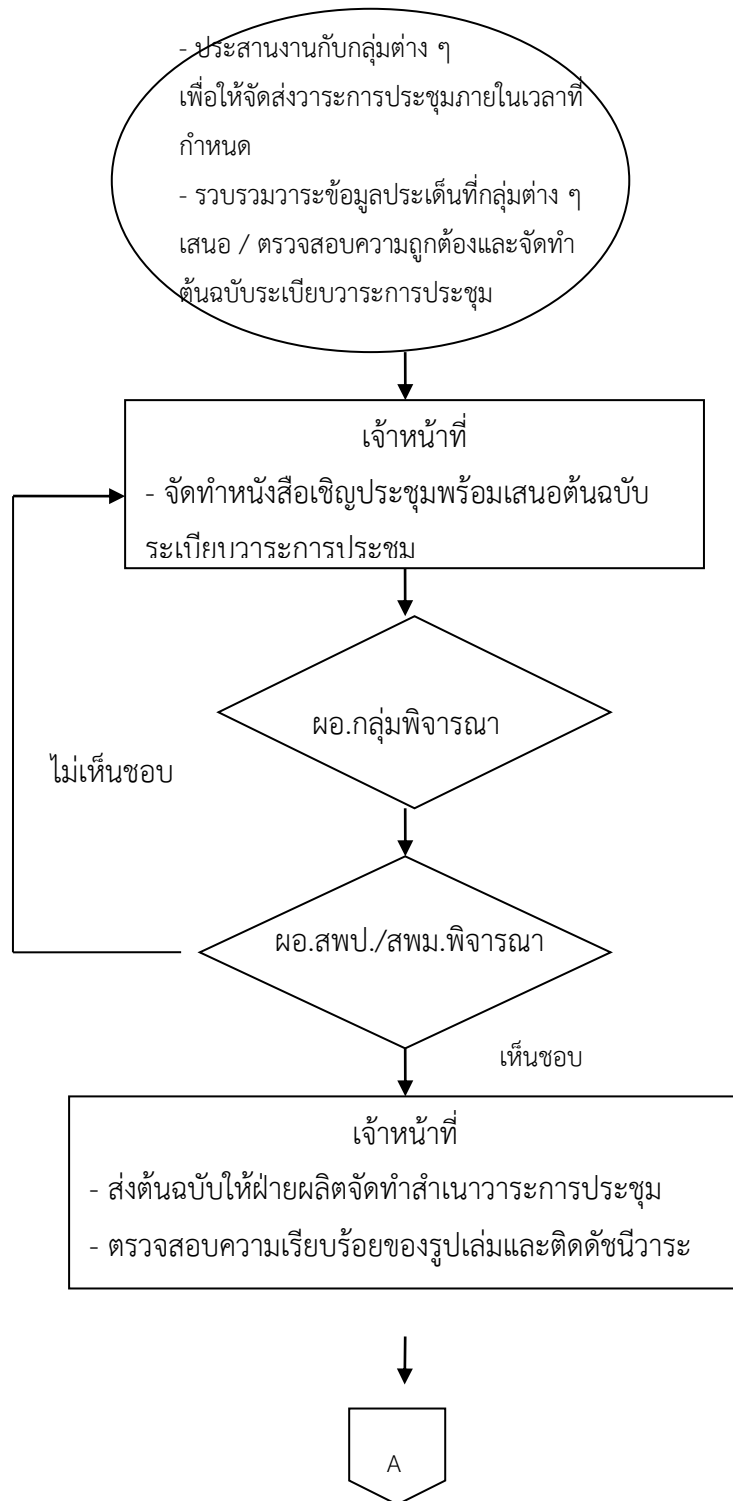 - ประสานงานกับกลุ่มต่าง ๆ
เพื่อให้จัดส่งวาระการประชุมภายในเวลาที่
กำหนด
- รวบรวมวาระข้อมูลประเด็นที่กลุ่มต่าง ๆ
เสนอ / ตรวจสอบความถูกต้องและจัดทำ
ต้นฉบับระเบียบวาระการประชุม
เจ้าหน้าที่
- จัดทำหนังสือเชิญประชุมพร้อมเสนอต้นฉบับ
ระเบียบวาระการประชุม
ผอ.กลุ่มพิจารณา
ไม่เห็นชอบ
ผอ.สพป./สพม.พิจารณา
เห็นชอบ
เจ้าหน้าที่
- ส่งต้นฉบับให้ฝ่ายผลิตจัดทำสำเนาวาระการประชุม
- ตรวจสอบความเรียบร้อยของรูปเล่มและติดดัชนีวาระ
A